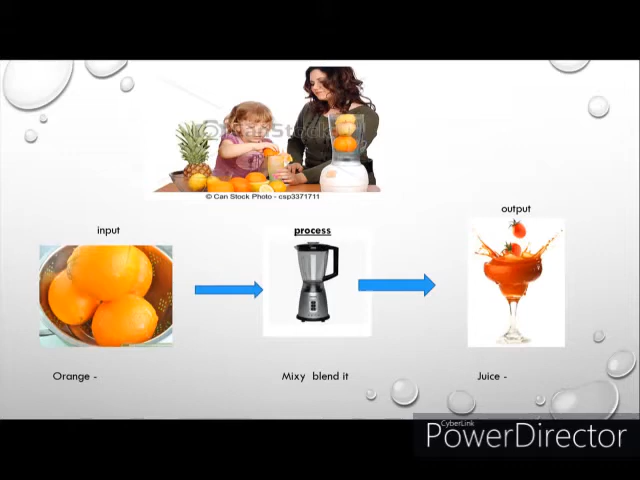 © Can Stock Photo - csp3371711
output
input
process
Orange -
Mixy blend it
Juice -
CyberLink
PowerDirector